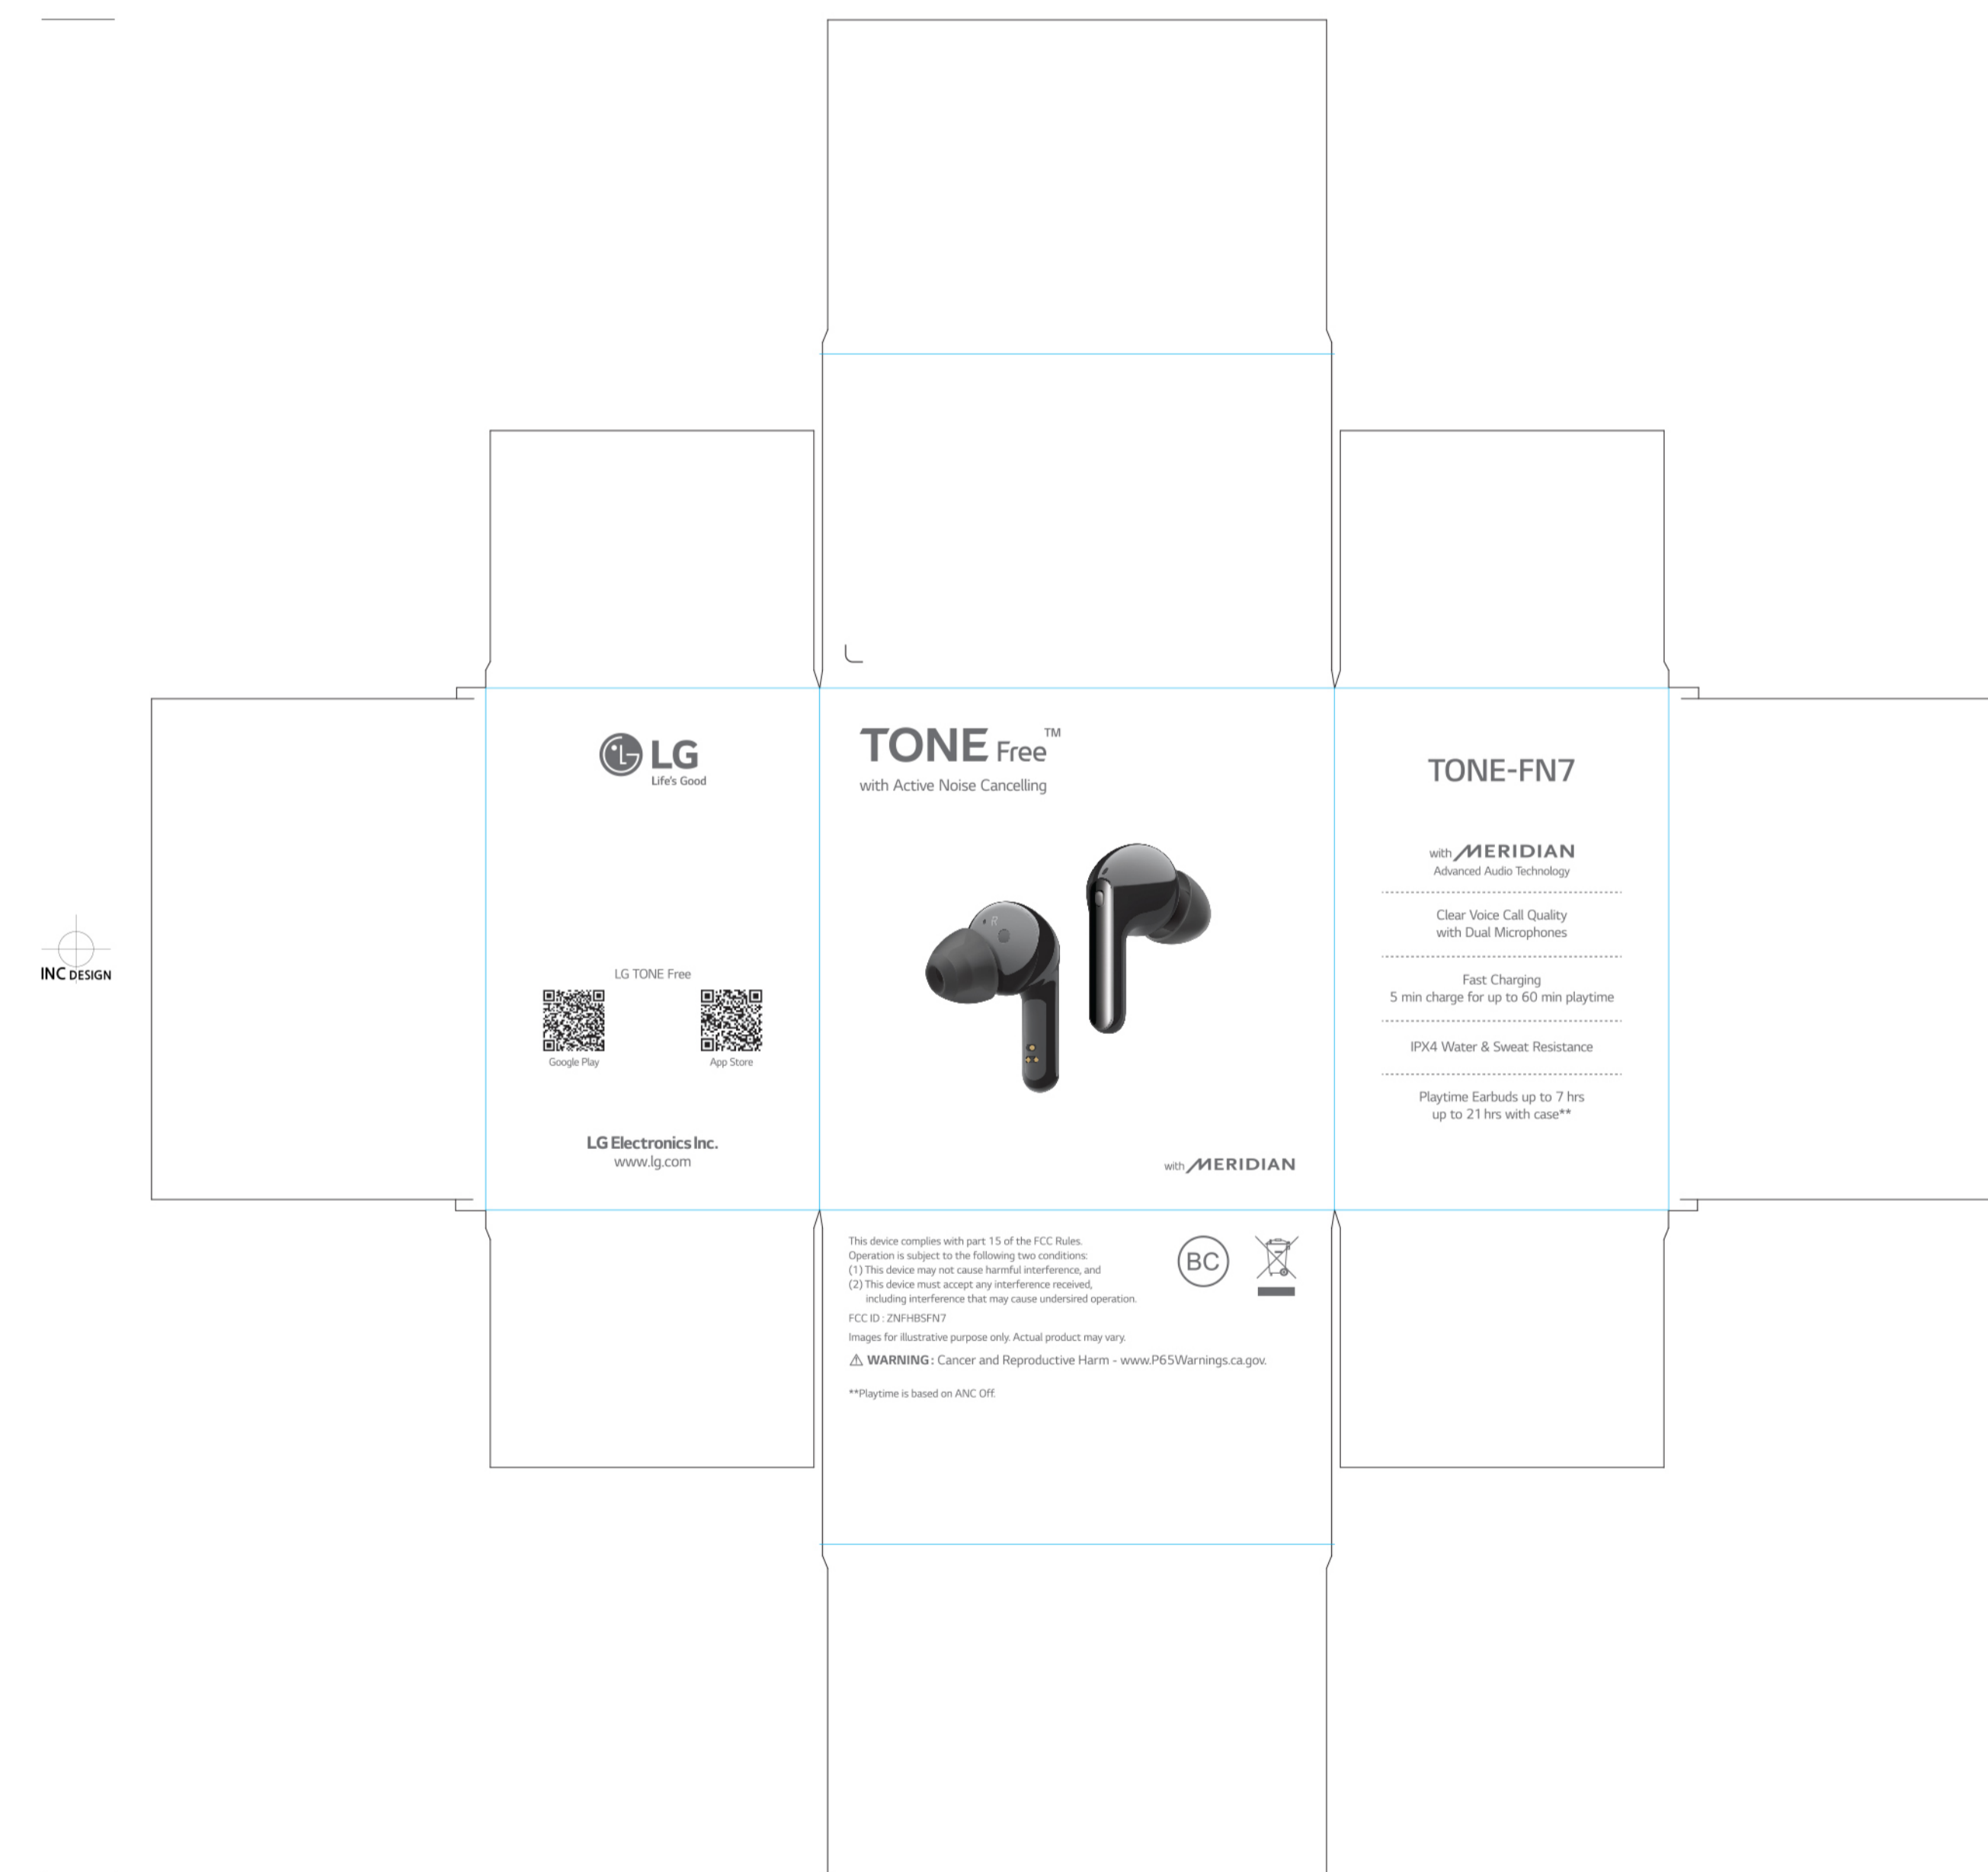 LG
Life's Good
LG TONE Free
Google Play
App Store
LG Electronics Inc.
www.lg.com
TONE Free™
with Active Noise Cancelling
R
with MERIDIAN
TONE-FN7
with MERIDIAN
Advanced Audio Technology
Clear Voice Call Quality
with Dual Microphones
Fast Charging
5 min charge for up to 60 min playtime
IPX4 Water & Sweat Resistance
Playtime Earbuds up to 7 hrs
up to 21 hrs with case**
INC DESIGN
This device complies with part 15 of the FCC Rules.
Operation is subject to the following two conditions:
(1) This device may not cause harmful interference, and
(2) This device must accept any interference received,
including interference that may cause undersired operation.
FCC ID : ZNFHBSFN7
Images for illustrative purpose only. Actual product may vary.
⚠ WARNING : Cancer and Reproductive Harm - www.P65Warnings.ca.gov.
**Playtime is based on ANC Off.
BC